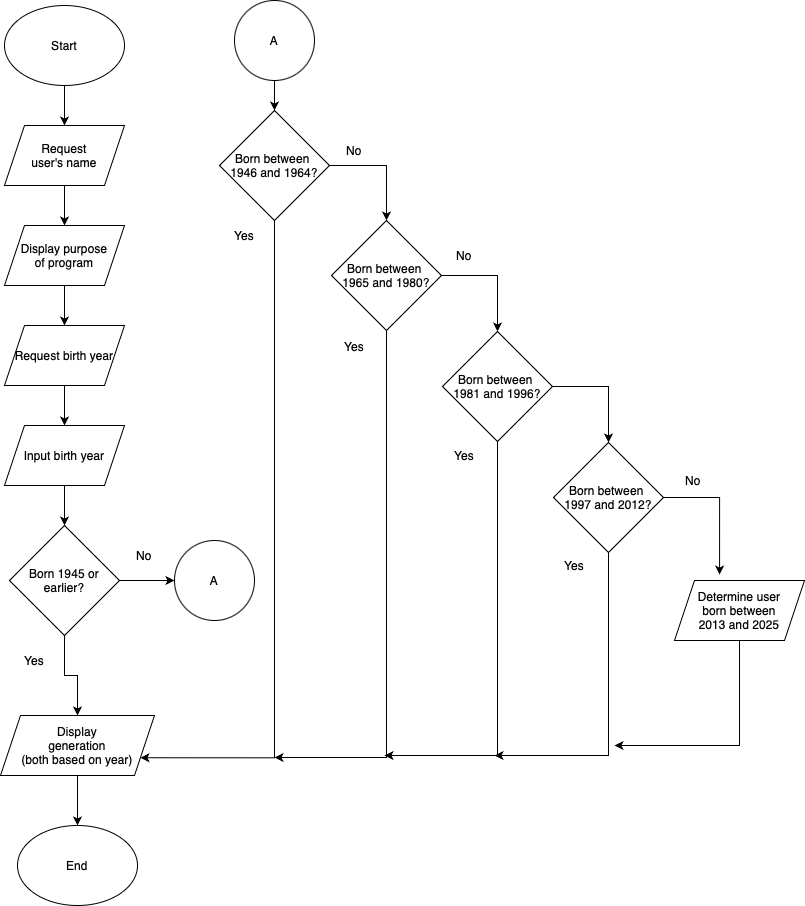 Start
Request
user's name
Display purpose
of program
Request birth year
Input birth year
Born 1945 or
earlier?
No
A
Yes
Display
generation
(both based on year)
End
A
Born between
1946 and 1964?
No
Yes
Born between
1965 and 1980?
No
Yes
Born between
1981 and 1996?
Yes
Born between
1997 and 2012?
No
Yes
Determine user
born between
2013 and 2025